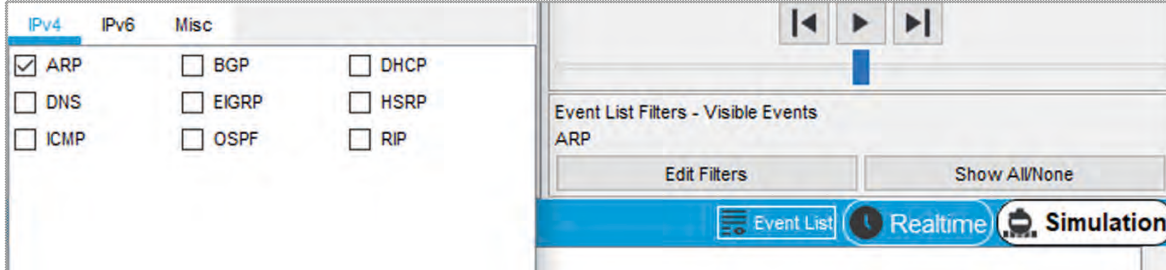 IPv4 IPv6 Misc
ARP BGP DHCP
DNS EIGRP HSRP
ICMP OSPF RIP
Event List Filters - Visible Events
ARP
Edit Filters Show All/None
Event List Realtime Simulation